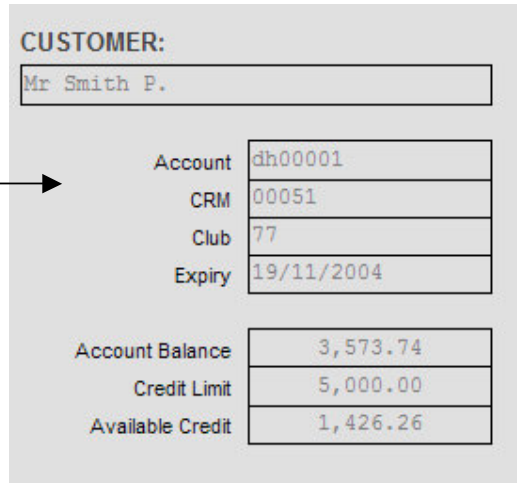 CUSTOMER:
Mr Smith P.
Account dh00001
CRM 00051
Club 77
Expiry 19/11/2004
Account Balance 3,573.74
Credit Limit 5,000.00
Available Credit 1,426.26